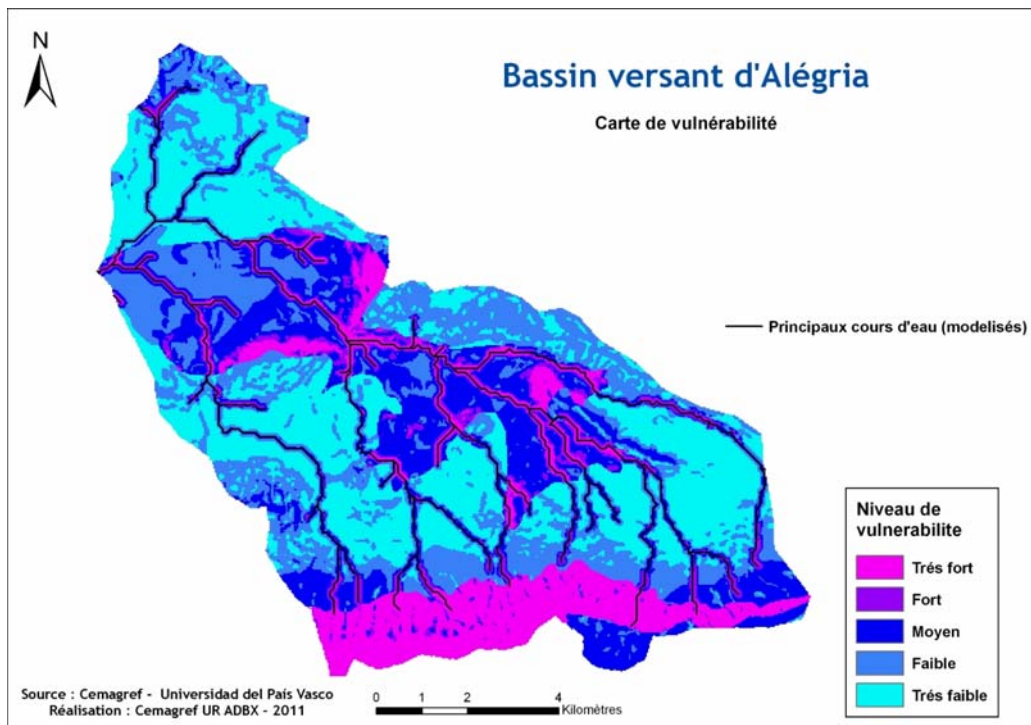 N
Bassin versant d'Alégria
Carte de vulnérabilité
Principaux cours d'eau (modelisés)
Niveau de
vulnerabilite
Trés fort
Fort
Moyen
Faible
Trés faible
Source : Cemagref - Universidad del País Vasco
Réalisation : Cemagref UR ADBX - 2011
0 1 2 4
Kilomètres